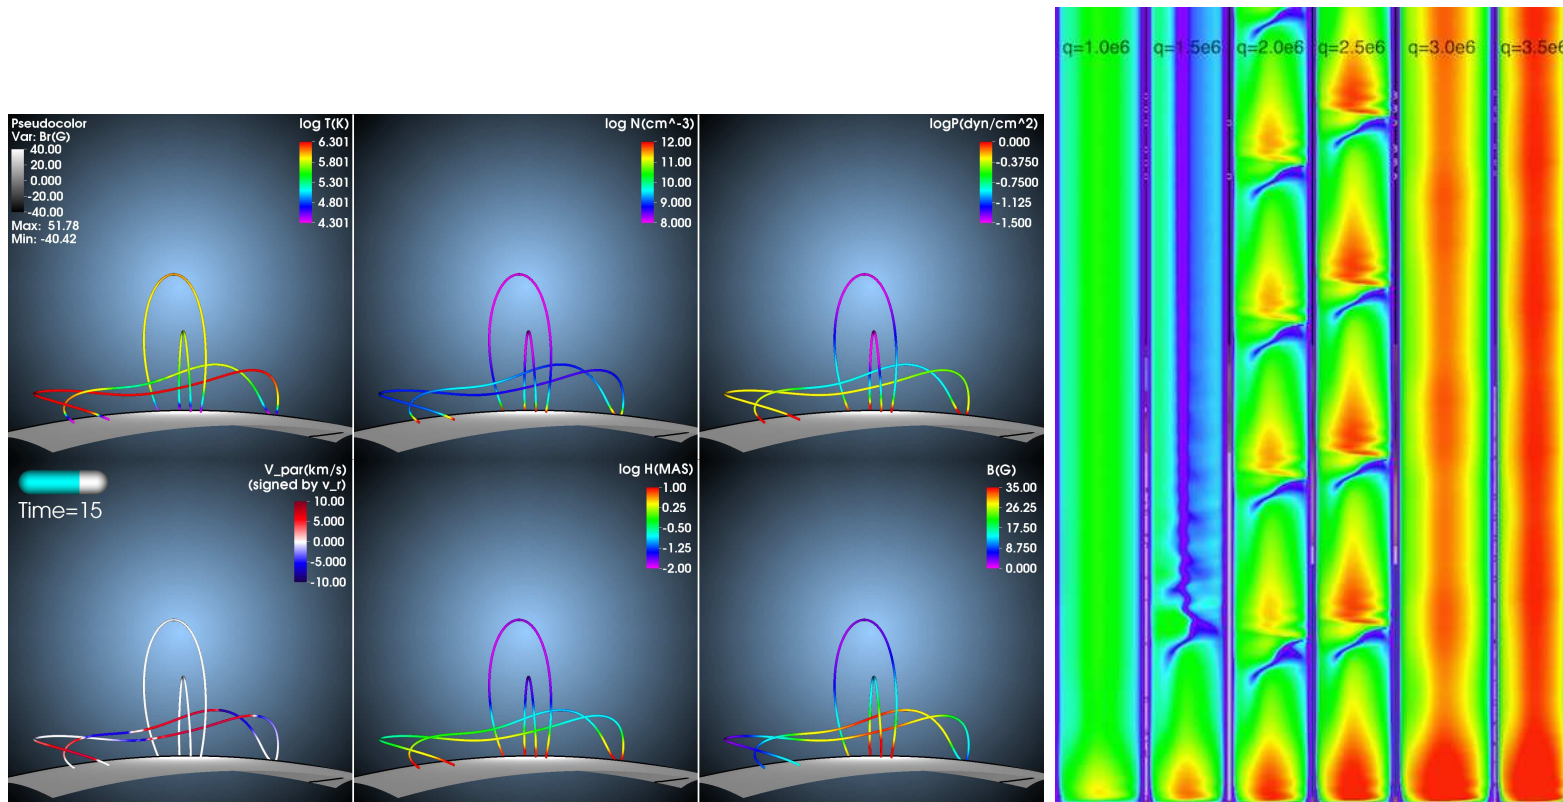 Pseudocolor
Var: Br(G)
40.00
20.00
0.000
-20.00
-40.00
Max: 51.78
Min: -40.42
log T(K)
6.301
5.801
5.301
4.801
4.301
log N(cm^-3)
12.00
11.00
10.00
9.000
8.000
logP(dyn/cm^2)
0.000
-0.3750
-0.7500
-1.125
-1.500
q=1.0e6
q=1.5e6
q=2.0e6
q=2.5e6
q=3.0e6
q=3.5e6
Time=15
V_par(km/s)
(signed by v_r)
10.00
5.000
0.000
-5.000
-10.00
log H(MAS)
1.00
0.25
-0.50
-1.25
-2.00
B(G)
35.00
26.25
17.50
8.750
0.000